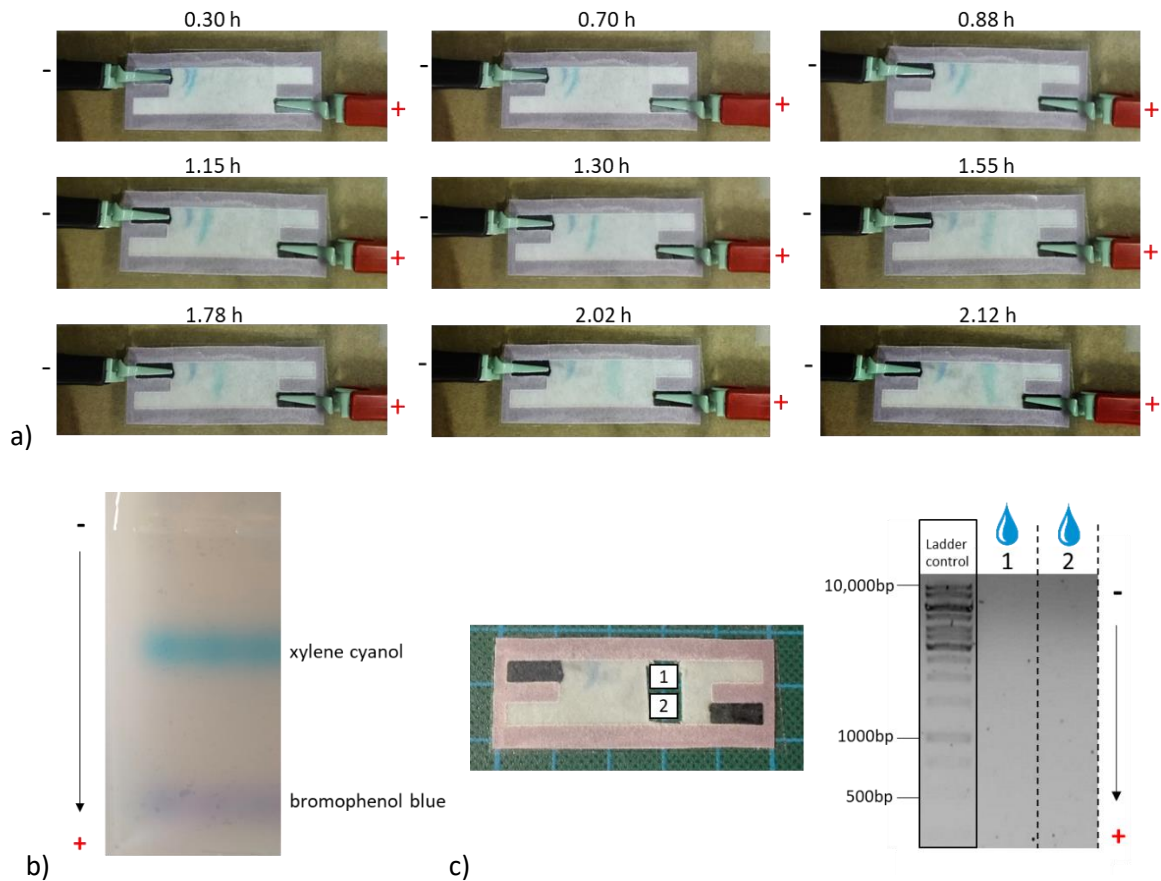 0.30 h
0.70 h
0.88 h
-
+
-
+
-
+
1.15 h
1.30 h
1.55 h
-
+
-
+
-
+
1.78 h
2.02 h
2.12 h
-
+
-
+
-
+
a)
-
xylene cyanol
bromophenol blue
+
b)
1
2
c)
Ladder
control
1
2
10,000bp
-
1000bp
500bp
+